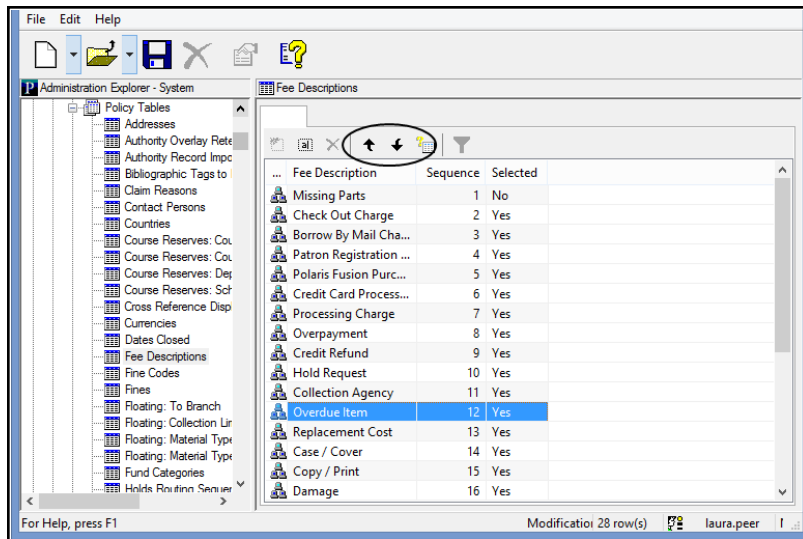 File Edit Help
Administration Explorer - System
Policy Tables
Addresses
Authority Overlay Rete
Authority Record Impo
Bibliographic Tags to
Claim Reasons
Contact Persons
Countries
Course Reserves: Cou
Course Reserves: Cou
Course Reserves: Dep
Course Reserves: Sch
Cross Reference Disp
Currencies
Dates Closed
Fee Descriptions
Fine Codes
Fines
Floating: To Branch
Floating: Collection Lir
Floating: Material Type
Floating: Material Type
Fund Categories
Holds Routing Sequer
Fee Descriptions
... Fee Description Sequence Selected
Missing Parts 1 No
Check Out Charge 2 Yes
Borrow By Mail Cha... 3 Yes
Patron Registration ... 4 Yes
Polaris Fusion Purc... 5 Yes
Credit Card Process... 6 Yes
Processing Charge 7 Yes
Overpayment 8 Yes
Credit Refund 9 Yes
Hold Request 10 Yes
Collection Agency 11 Yes
Overdue Item 12 Yes
Replacement Cost 13 Yes
Case / Cover 14 Yes
Copy / Print 15 Yes
Damage 16 Yes
For Help, press F1 Modificatioı 28 row(s) laura.peer